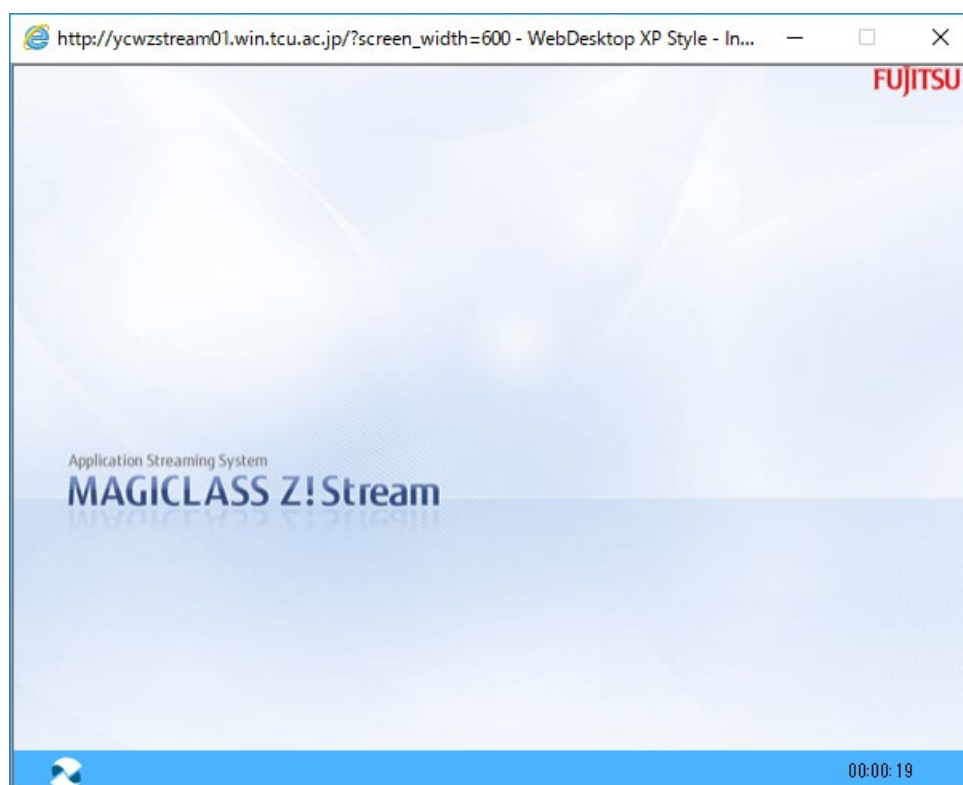 http://ycwzstream01.win.tcu.ac.jp/?screen_width=600 - WebDesktop XP Style - In...
FUJITSU
Application Streaming System
MAGICLASS Z!Stream
00:00:19